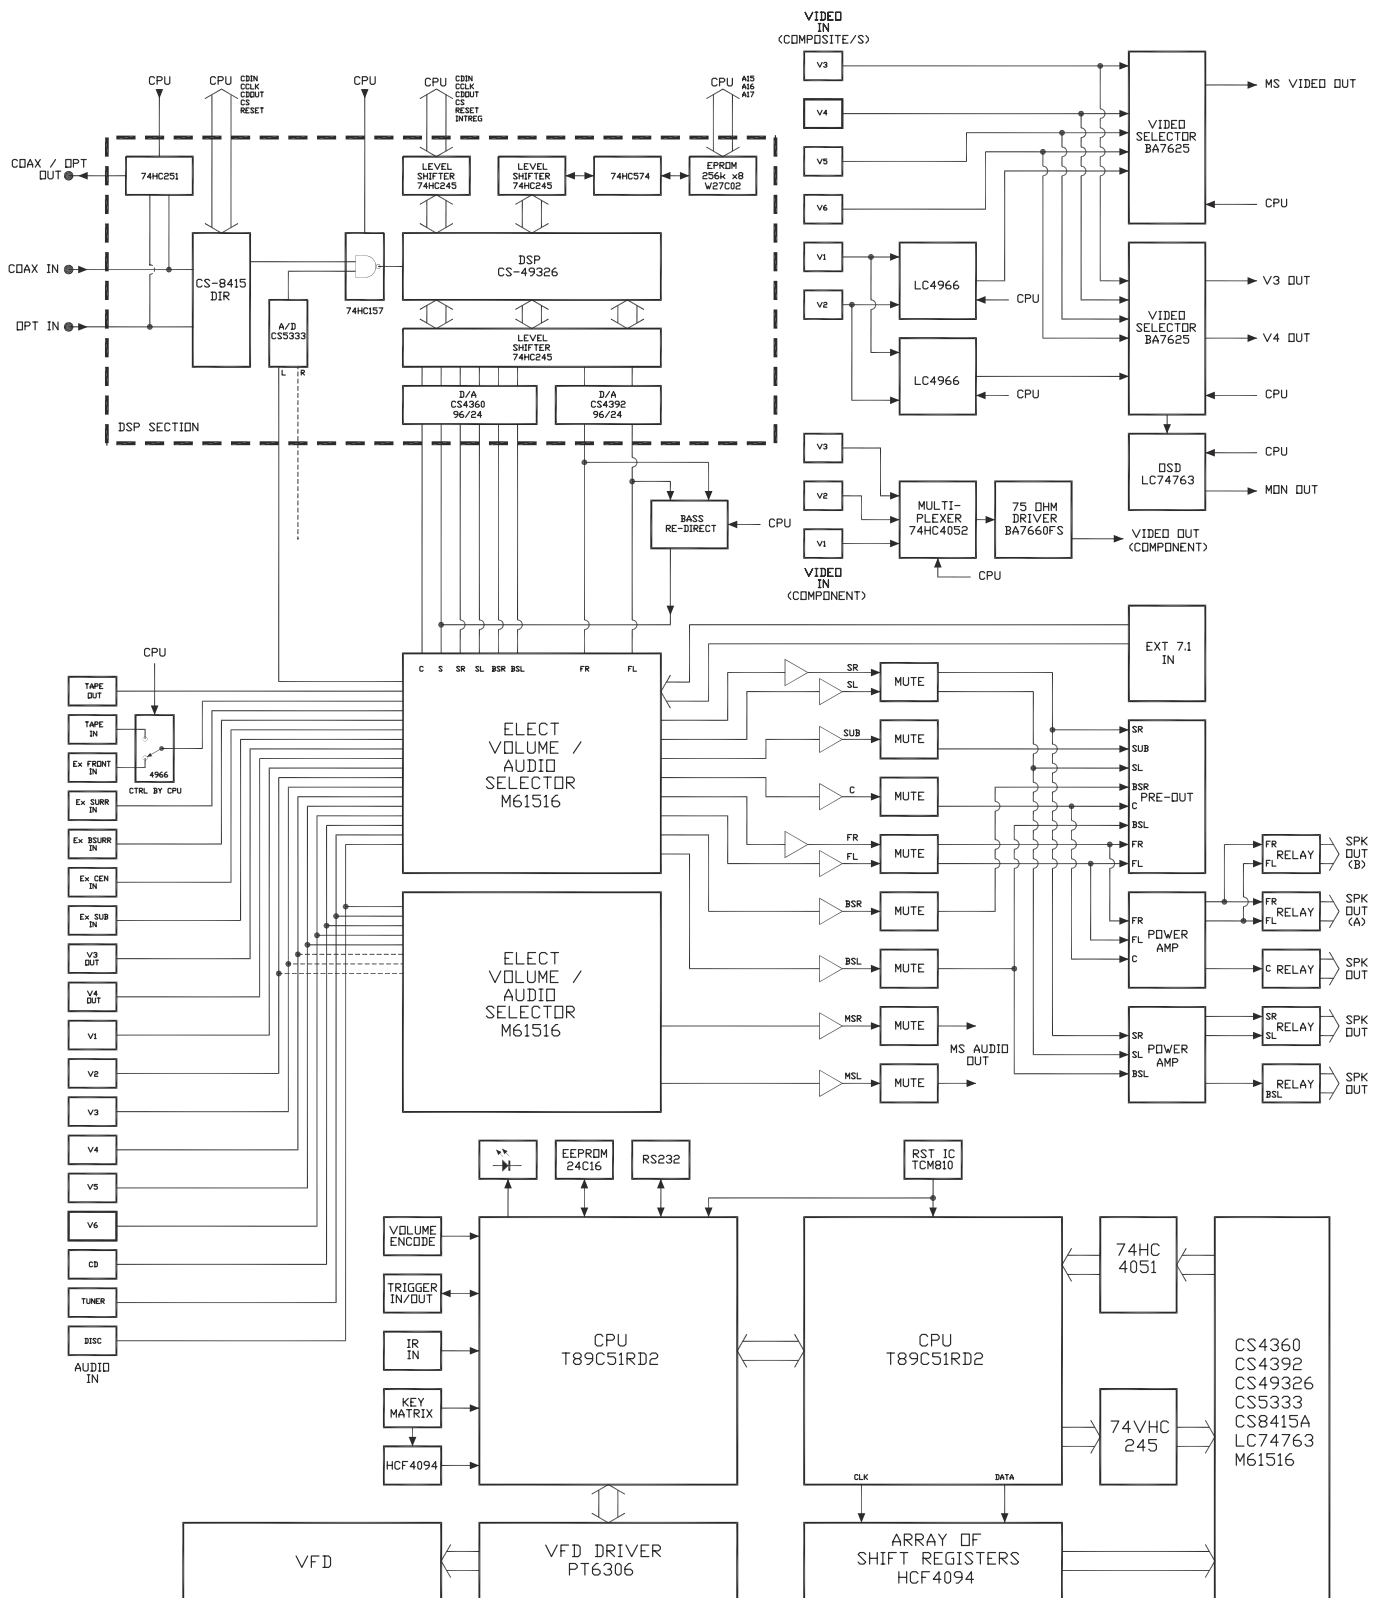 VIDEO
IN
(COMPOSITE/S)
V3
V4
V5
V6
V1
V2
VIDEO
SELECTOR
BA7625
MS VIDEO OUT
CPU
LC4966
CPU
LC4966
CPU
VIDEO
SELECTOR
BA7625
V3 OUT
V4 OUT
CPU
OSD
LC74763
CPU
MON OUT
V3
V2
V1
VIDEO
IN
(COMPONENT)
MULTI-
PLEXER
74HC4052
CPU
75 OHM
DRIVER
BA7660FS
VIDEO OUT
(COMPONENT)
CPU
CPU
CDIN
CCLK
CDOUT
CS
RESET
CPU
CPU
CDIN
CCLK
CDOUT
CS
RESET
INTREG
CPU
A15
A16
A17
COAX / OPT
OUT
74HC251
LEVEL
SHIFTER
74HC245
LEVEL
SHIFTER
74HC245
74HC574
EPROM
256k x8
W27C02
COAX IN
OPT IN
CS-8415
DIR
A/D
CS5333
L
R
74HC157
DSP
CS-49326
LEVEL
SHIFTER
74HC245
D/A
CS4360
96/24
D/A
CS4392
96/24
DSP SECTION
BASS
RE-DIRECT
CPU
EXT 7.1
IN
CPU
TAPE
OUT
TAPE
IN
Ex FRONT
IN
4966
CTRL BY CPU
Ex SURR
IN
Ex BSURR
IN
Ex CEN
IN
Ex SUB
IN
V3
OUT
V4
OUT
V1
V2
V3
V4
V5
V6
CD
TUNER
DISC
AUDIO
IN
C S SR SL BSR BSL FR FL
ELECT
VOLUME /
AUDIO
SELECTOR
M61516
ELECT
VOLUME /
AUDIO
SELECTOR
M61516
SR
SL
MUTE
SUB
MUTE
C
MUTE
FR
FL
MUTE
BSR
MUTE
BSL
MUTE
MSR
MUTE
MS AUDIO
OUT
MSL
MUTE
SR
SUB
SL
BSR
PRE-OUT
C
BSL
FR
FL
FR
POWER
AMP
FL
C
SR
POWER
AMP
SL
BSL
FR
RELAY
FL
SPK
OUT
(B)
FR
RELAY
FL
SPK
OUT
(A)
C RELAY
SPK
OUT
SR
RELAY
SL
SPK
OUT
RELAY
BSL
SPK
OUT
EEPROM
24C16
RS232
RST IC
TCM810
VOLUME
ENCODE
TRIGGER
IN/OUT
IR
IN
KEY
MATRIX
HCF4094
CPU
T89C51RD2
CPU
T89C51RD2
CLK
DATA
74HC
4051
74VHC
245
CS4360
CS4392
CS49326
CS5333
CS8415A
LC74763
M61516
VFD
VFD DRIVER
PT6306
ARRAY OF
SHIFT REGISTERS
HCF4094